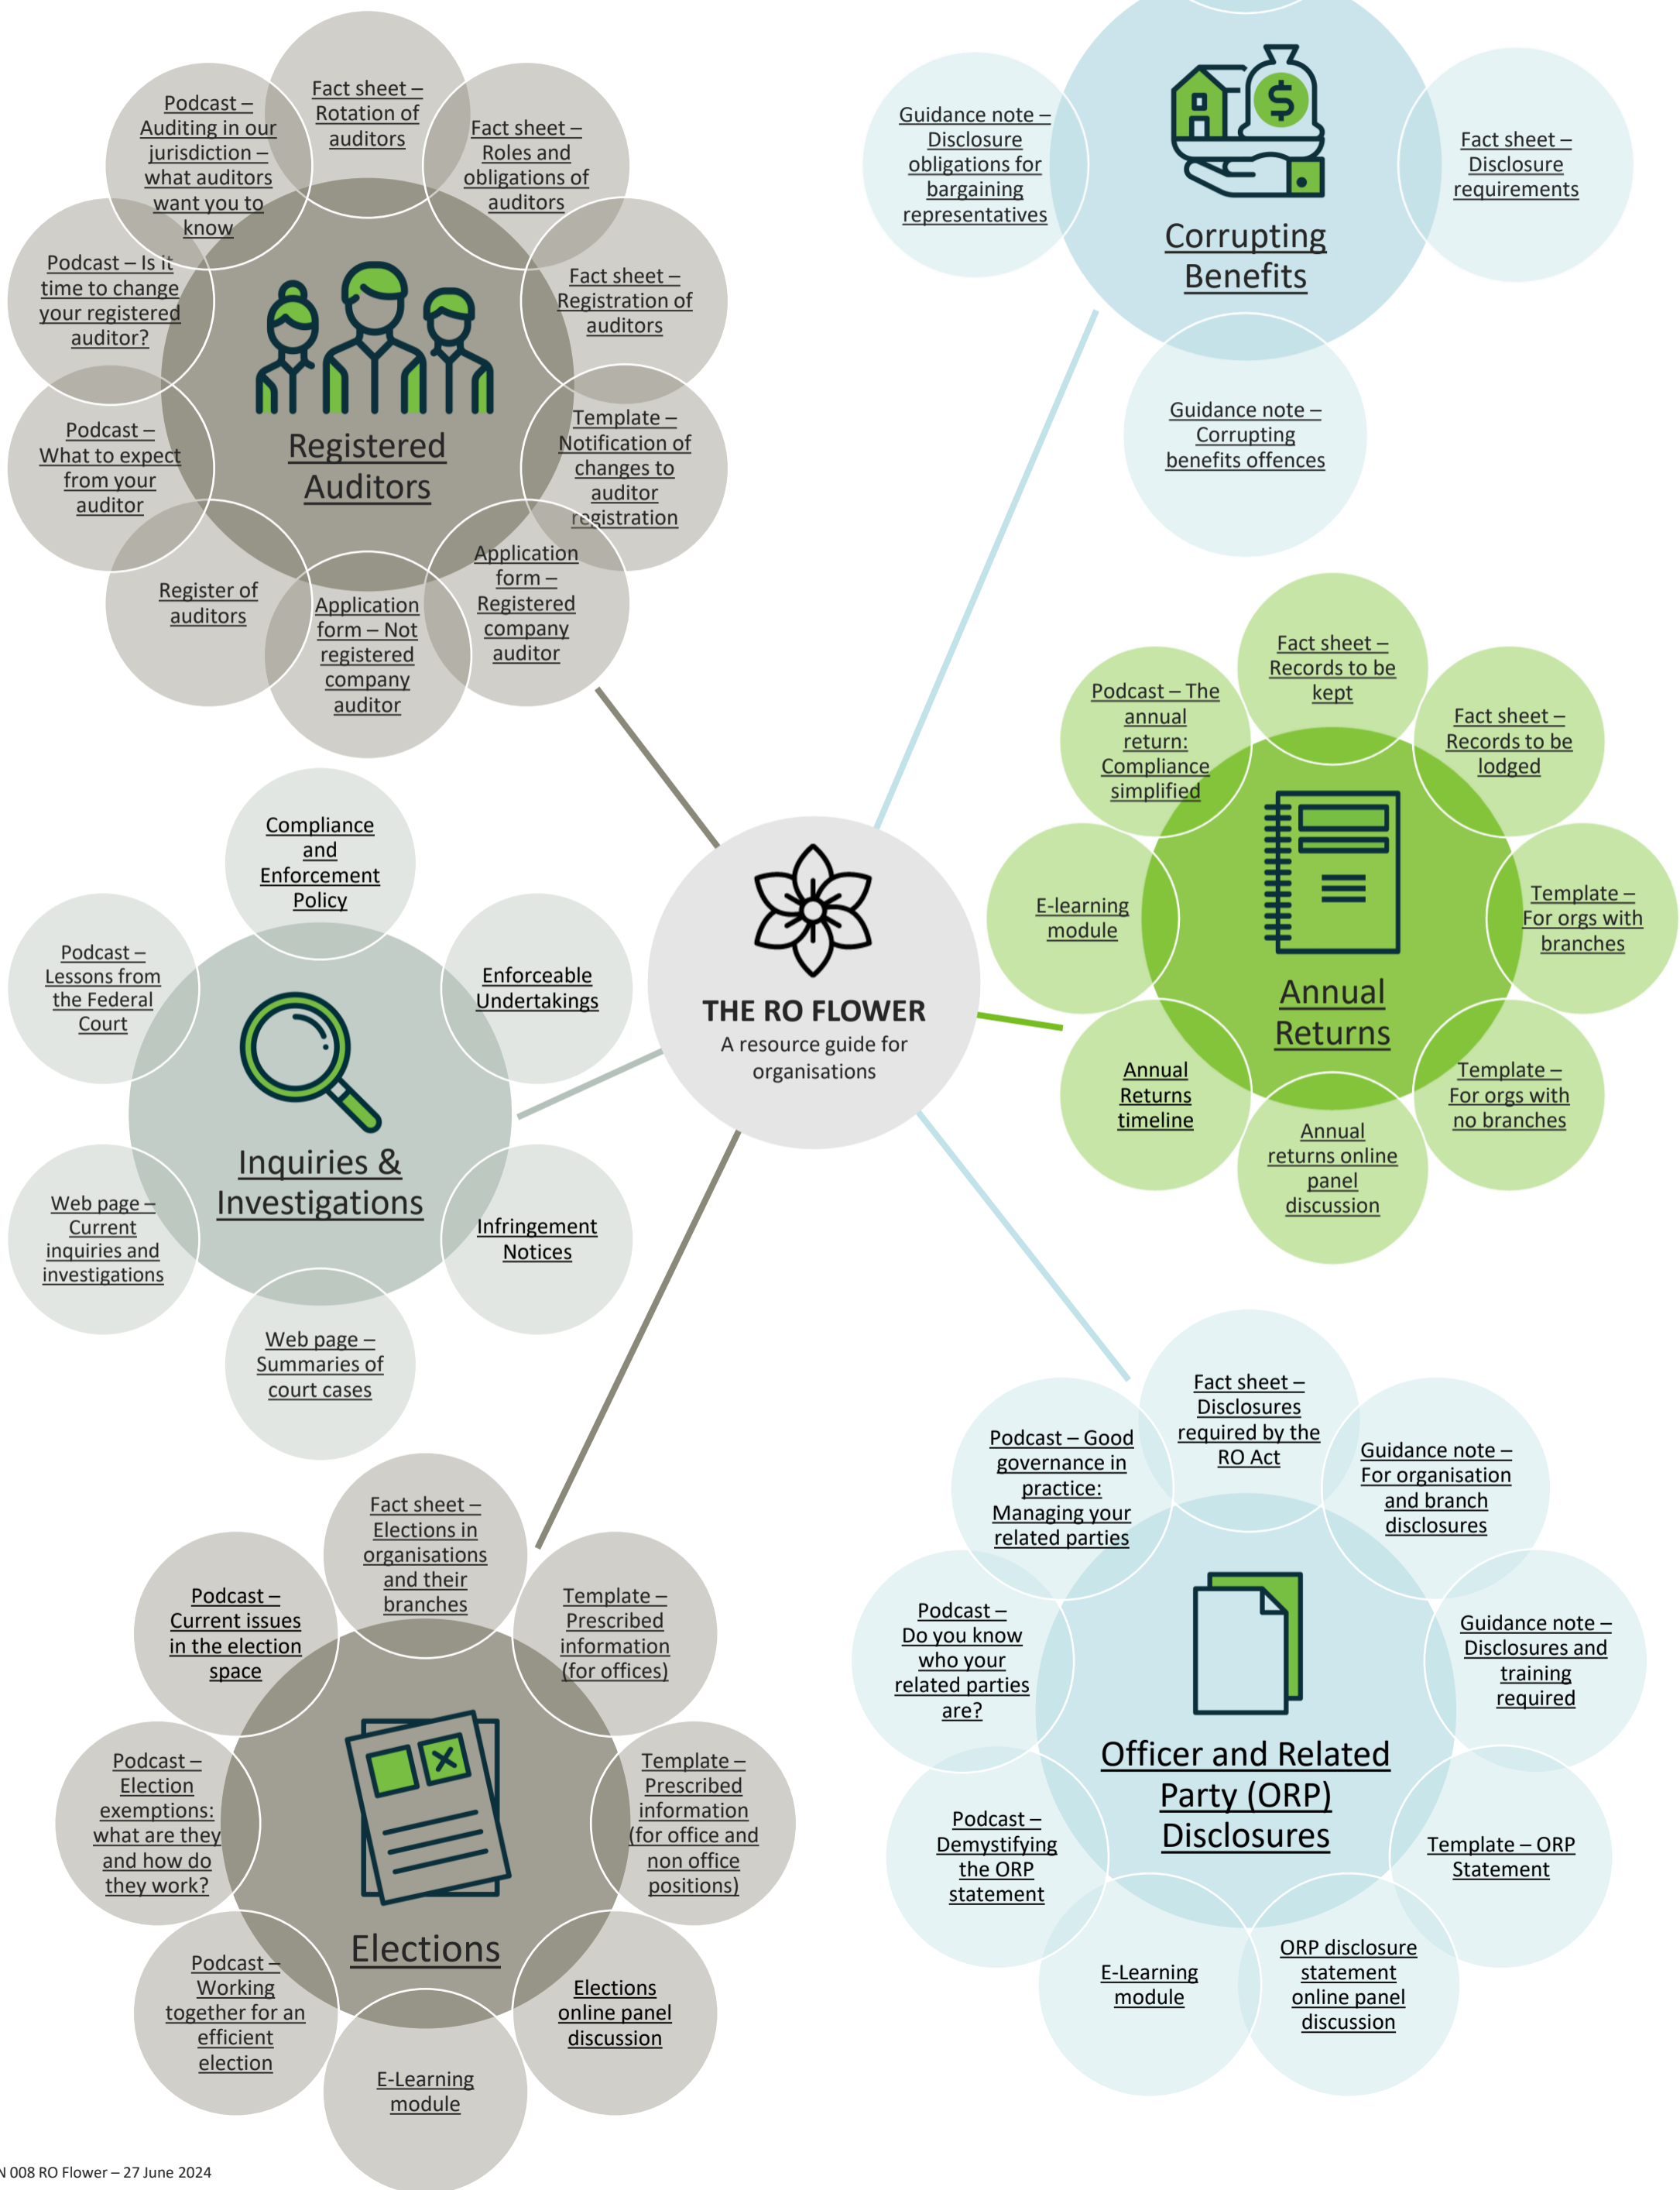 Fact sheet –
Rotation of
auditors
Fact sheet –
Roles and
obligations of
auditors
Fact sheet –
Registration of
auditors
Template –
Notification of
changes to
auditor
registration
Application
form –
Registered
company
auditor
Application
form – Not
registered
company
auditor
Register of
auditors
Podcast –
What to expect
from your
auditor
Podcast – Is it
time to change
your registered
auditor?
Podcast –
Auditing in our
jurisdiction –
what auditors
want you to
know
Registered
Auditors
Guidance note –
Disclosure
obligations for
bargaining
representatives
Corrupting
Benefits
Fact sheet –
Disclosure
requirements
Guidance note –
Corrupting
benefits offences
Fact sheet –
Records to be
kept
Fact sheet –
Records to be
lodged
Template –
For orgs with
branches
Template –
For orgs with
no branches
Annual
returns online
panel
discussion
Annual
Returns
timeline
E-learning
module
Podcast – The
annual
return:
Compliance
simplified
Annual
Returns
THE RO FLOWER
A resource guide for
organisations
Compliance
and
Enforcement
Policy
Enforceable
Undertakings
Infringement
Notices
Web page –
Summaries of
court cases
Web page –
Current
inquiries and
investigations
Podcast –
Lessons from
the Federal
Court
Inquiries &
Investigations
Fact sheet –
Disclosures
required by the
RO Act
Guidance note –
For organisation
and branch
disclosures
Guidance note –
Disclosures and
training
required
Template – ORP
Statement
ORP disclosure
statement
online panel
discussion
E-Learning
module
Podcast –
Demystifying
the ORP
statement
Podcast –
Do you know
who your
related parties
are?
Podcast – Good
governance in
practice:
Managing your
related parties
Officer and Related
Party (ORP)
Disclosures
Fact sheet –
Elections in
organisations
and their
branches
Template –
Prescribed
information
(for offices)
Template –
Prescribed
information
(for office and
non office
positions)
Elections
online panel
discussion
E-Learning
module
Podcast –
Working
together for an
efficient
election
Podcast –
Election
exemptions:
what are they
and how do
they work?
Podcast –
Current issues
in the election
space
Elections
N 008 RO Flower – 27 June 2024